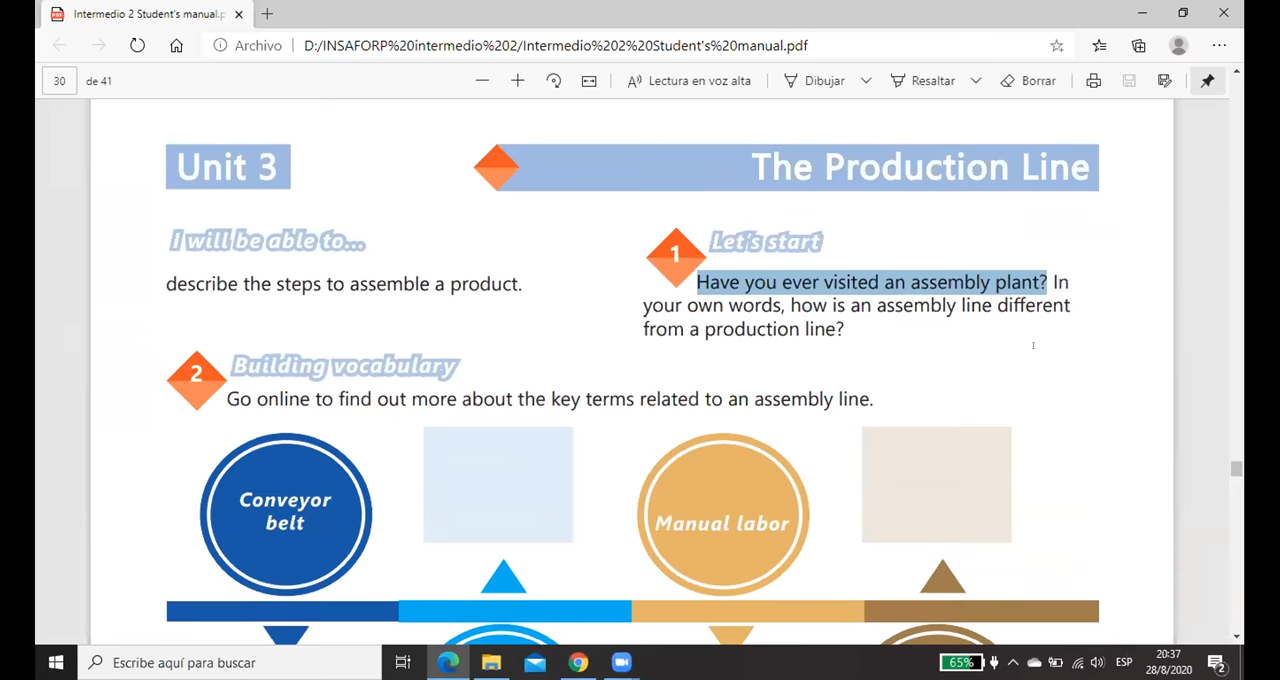 Intermedio 2 Student's manual.p
Archivo
D:/INSAFORP%20intermedio%202/Intermedio%202%20Student's%20manual.pdf
30
de 41
Lectura en voz alta
Dibujar
Resaltar
Borrar
Unit 3
The Production Line
I will be able to...
describe the steps to assemble a product.
1
Let's start
Have you ever visited an assembly plant? In
your own words, how is an assembly line different
from a production line?
2
Building vocabulary
Go online to find out more about the key terms related to an assembly line.
Conveyor
belt
Manual labor
Escribe aquí para buscar
65%
ESP
20:37
28/8/2020
2